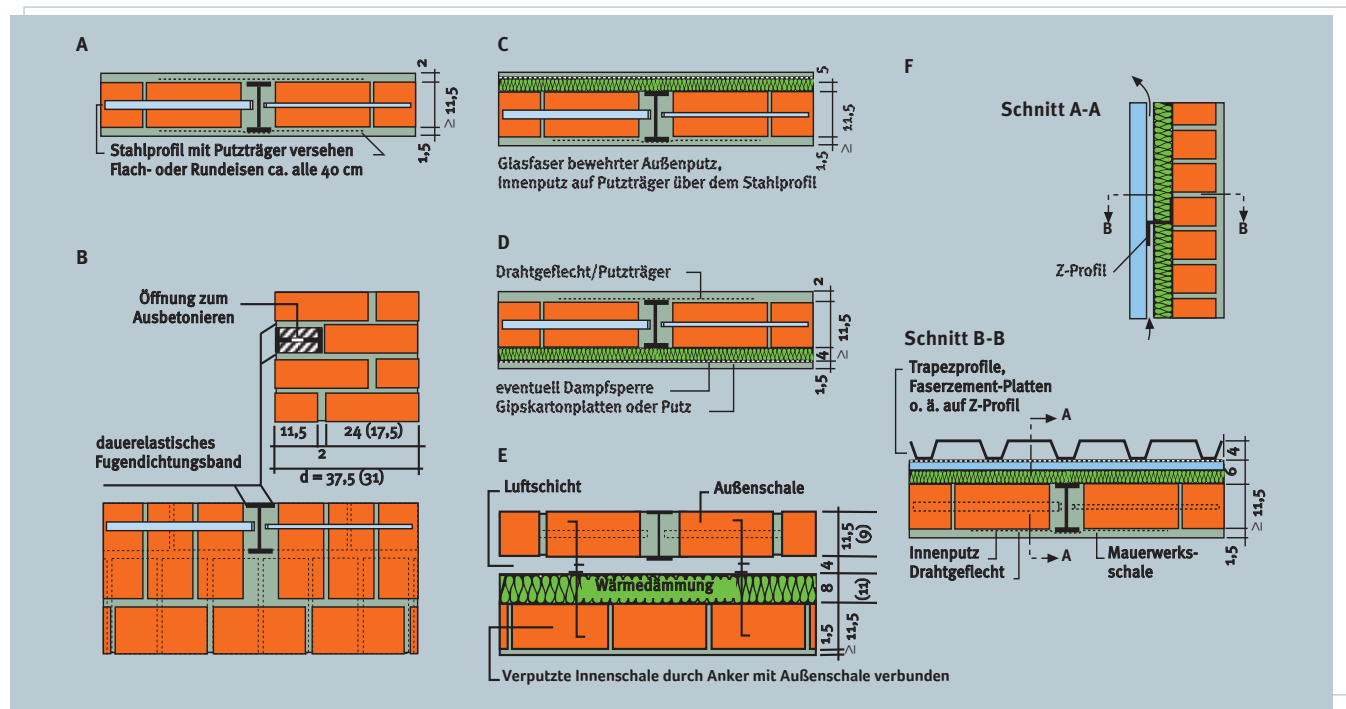 A
2
≥ 11,5
1,5
Stahlprofil mit Putzträger versehen
Flach- oder Rundeisen ca. alle 40 cm
B
Öffnung zum
Ausbetonieren
11,5
24 (17,5)
2
d = 37,5 (31)
dauerelastisches
Fugendichtungsband
C
5
11,5
1,5 ≥
Glasfaser bewehrter Außenputz,
Innenputz auf Putzträger über dem Stahlprofil
D
Drahtgeflecht/Putzträger
2
11,5
4 ≥
1,5
eventuell Dampfsperre
Gipskartonplatten oder Putz
E
Luftschicht
Außenschale
11,5
(9)
4
Wärmedämmung
8
(11)
1,5
≥ 11,5
Verputzte Innenschale durch Anker mit Außenschale verbunden
F
Schnitt A-A
B
B
Z-Profil
Schnitt B-B
Trapezprofile,
Faserzement-Platten
o. ä. auf Z-Profil
A
4
6
≥ 11,5
1,5
Innenputz
Drahtgeflecht
A
Mauerwerks-
schale